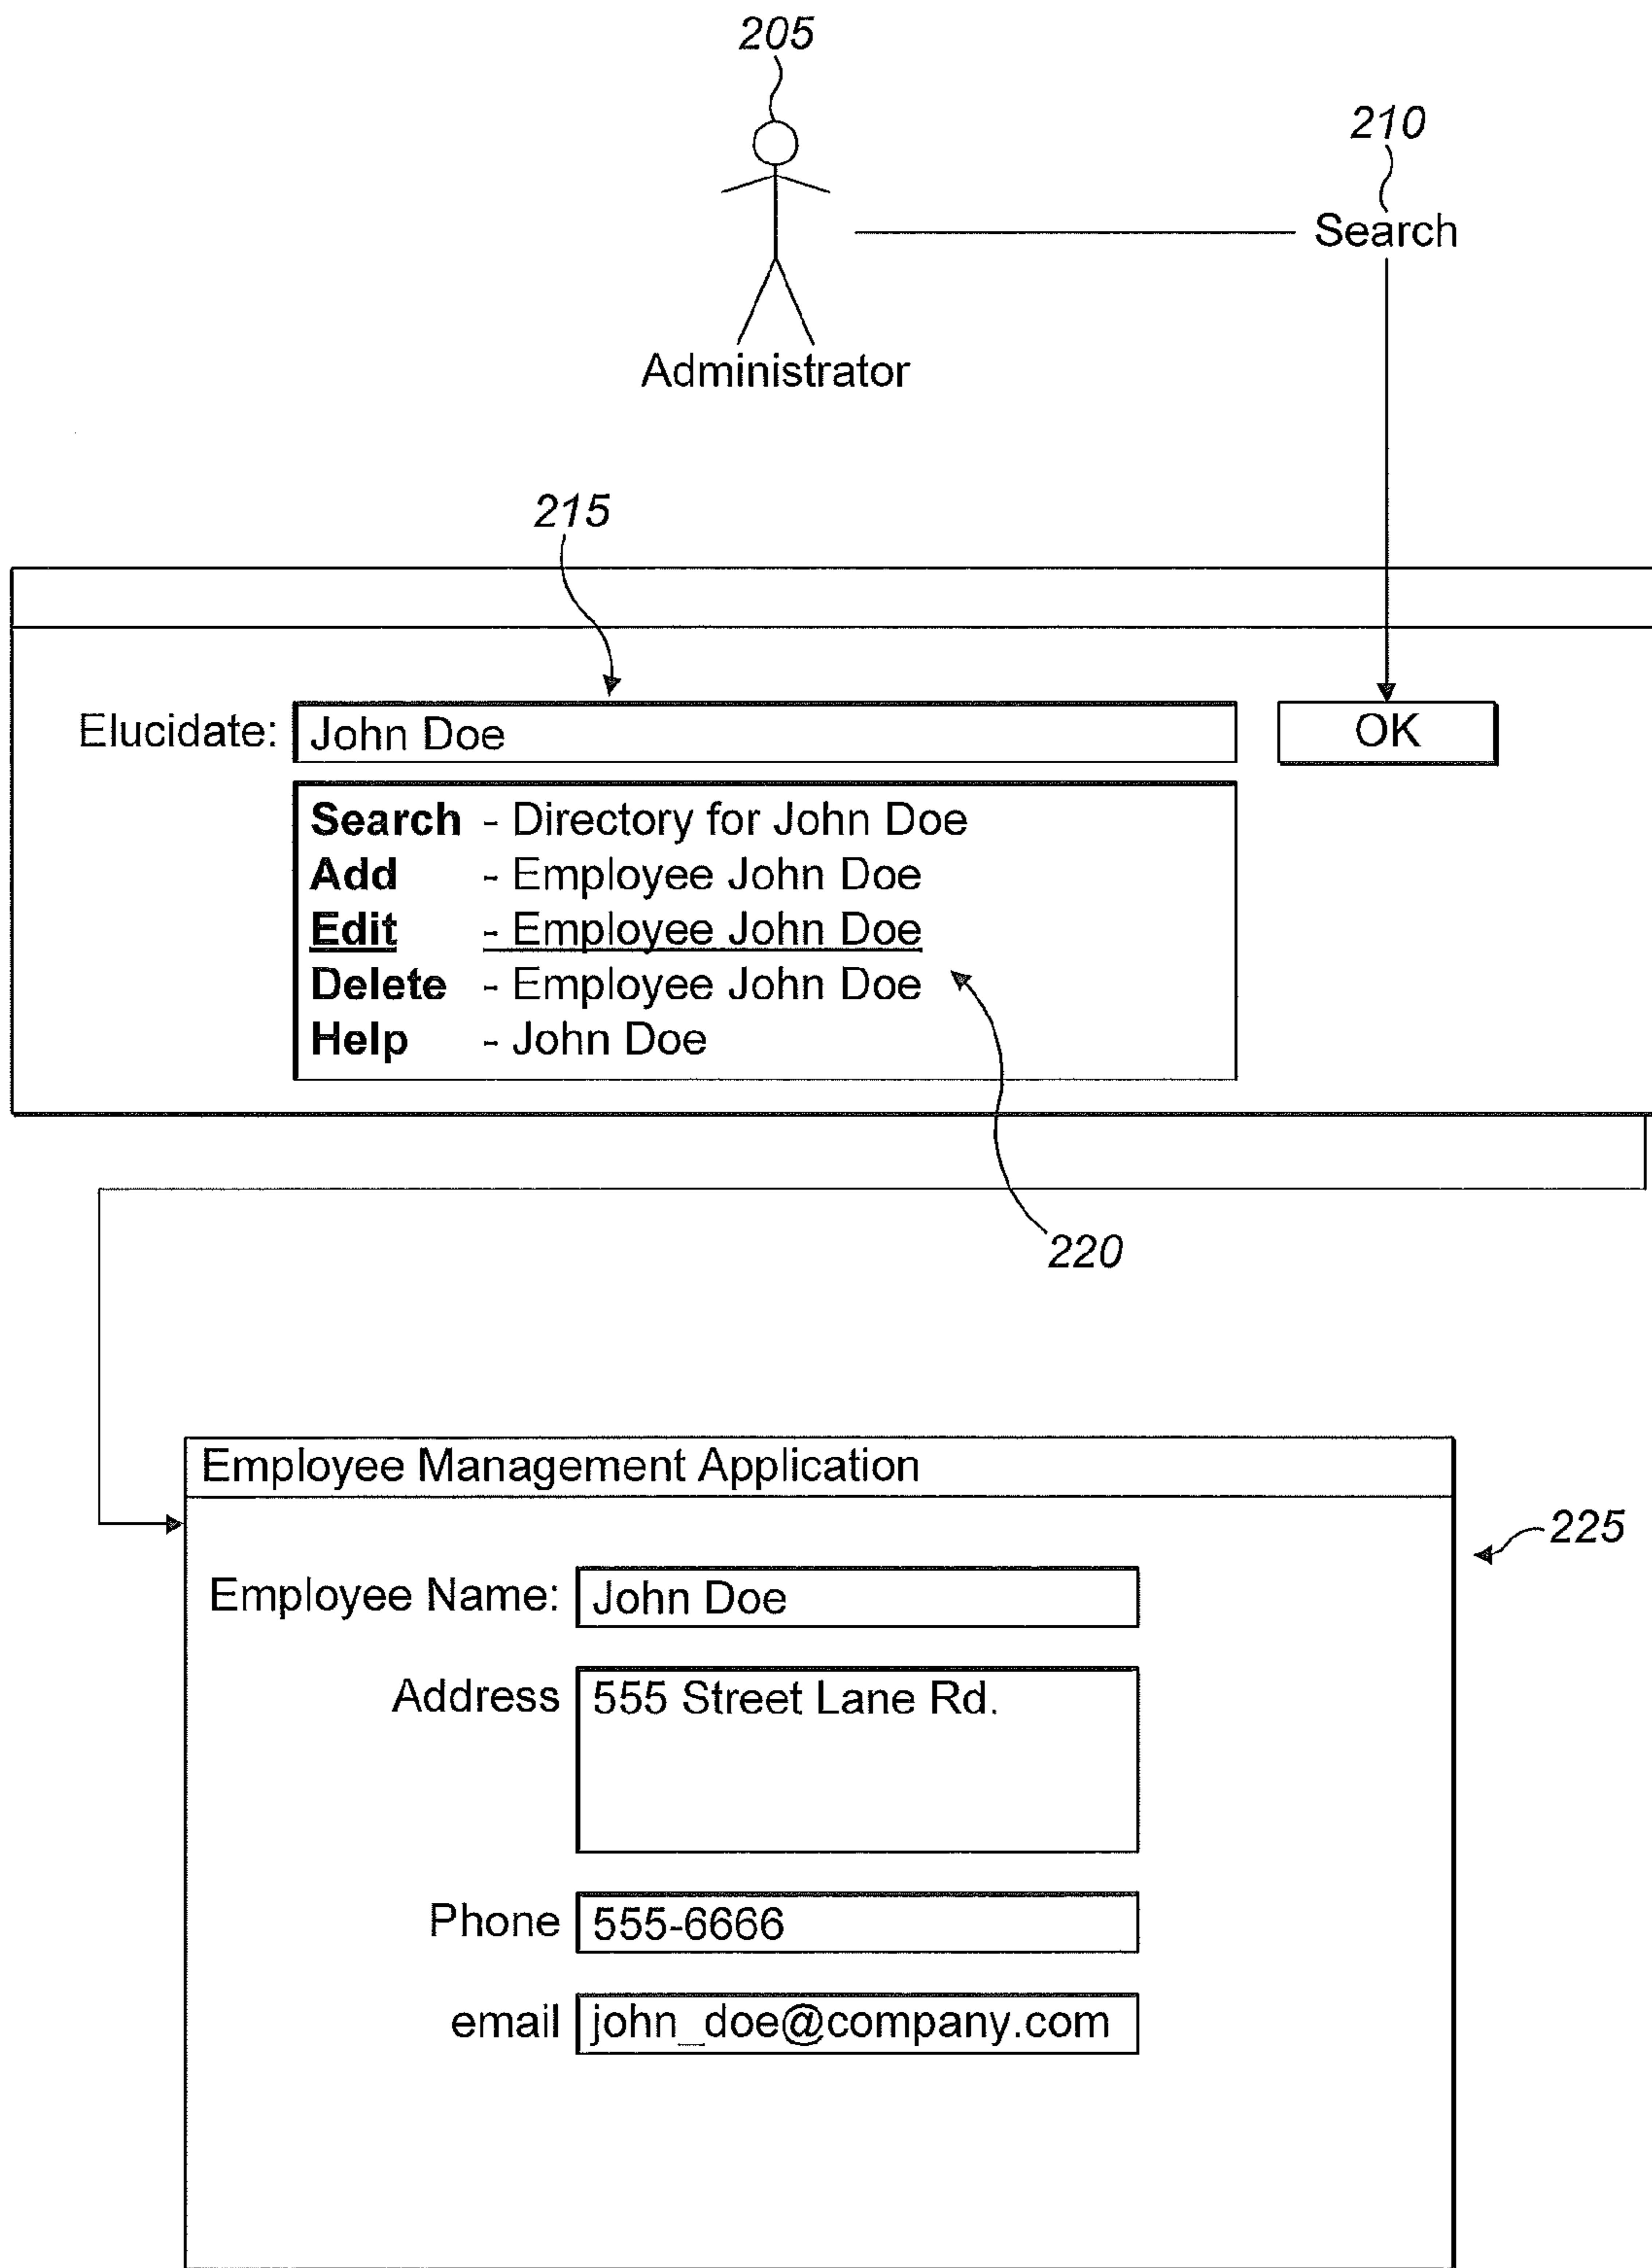 205
210
Search
Administrator
215
Elucidate: John Doe OK
Search - Directory for John Doe
Add - Employee John Doe
Edit - Employee John Doe
Delete - Employee John Doe
Help - John Doe
220
Employee Management Application
225
Employee Name: John Doe
Address 555 Street Lane Rd.
Phone 555-6666
email john_doe@company.com